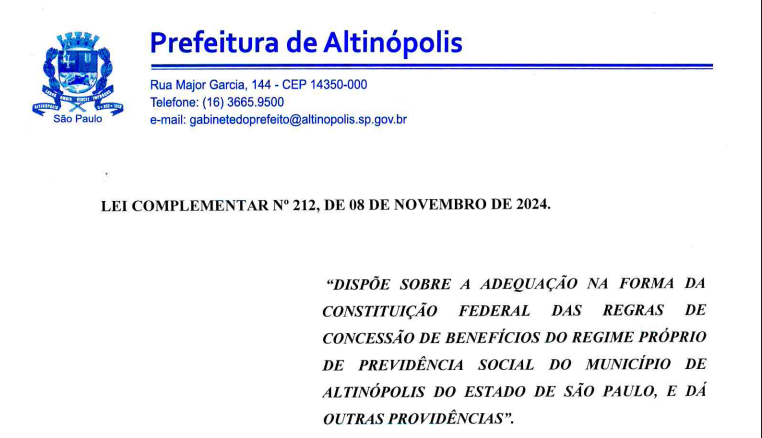 Prefeitura de Altinópolis
Rua Major Garcia, 144 - CEP 14350-000
Telefone: (16) 3665.9500
e-mail: gabinetedoprefeito@altinopolis.sp.gov.br
ALTINÓPOLIS
São Paulo
LEI COMPLEMENTAR Nº 212, DE 08 DE NOVEMBRO DE 2024.
“DISPÕE SOBRE A ADEQUAÇÃO NA FORMA DA
CONSTITUIÇÃO FEDERAL DAS REGRAS DE
CONCESSÃO DE BENEFÍCIOS DO REGIME PRÓPRIO
DE PREVIDÊNCIA SOCIAL DO MUNICÍPIO DE
ALTINÓPOLIS DO ESTADO DE SÃO PAULO, E DÁ
OUTRAS PROVIDÊNCIAS”.